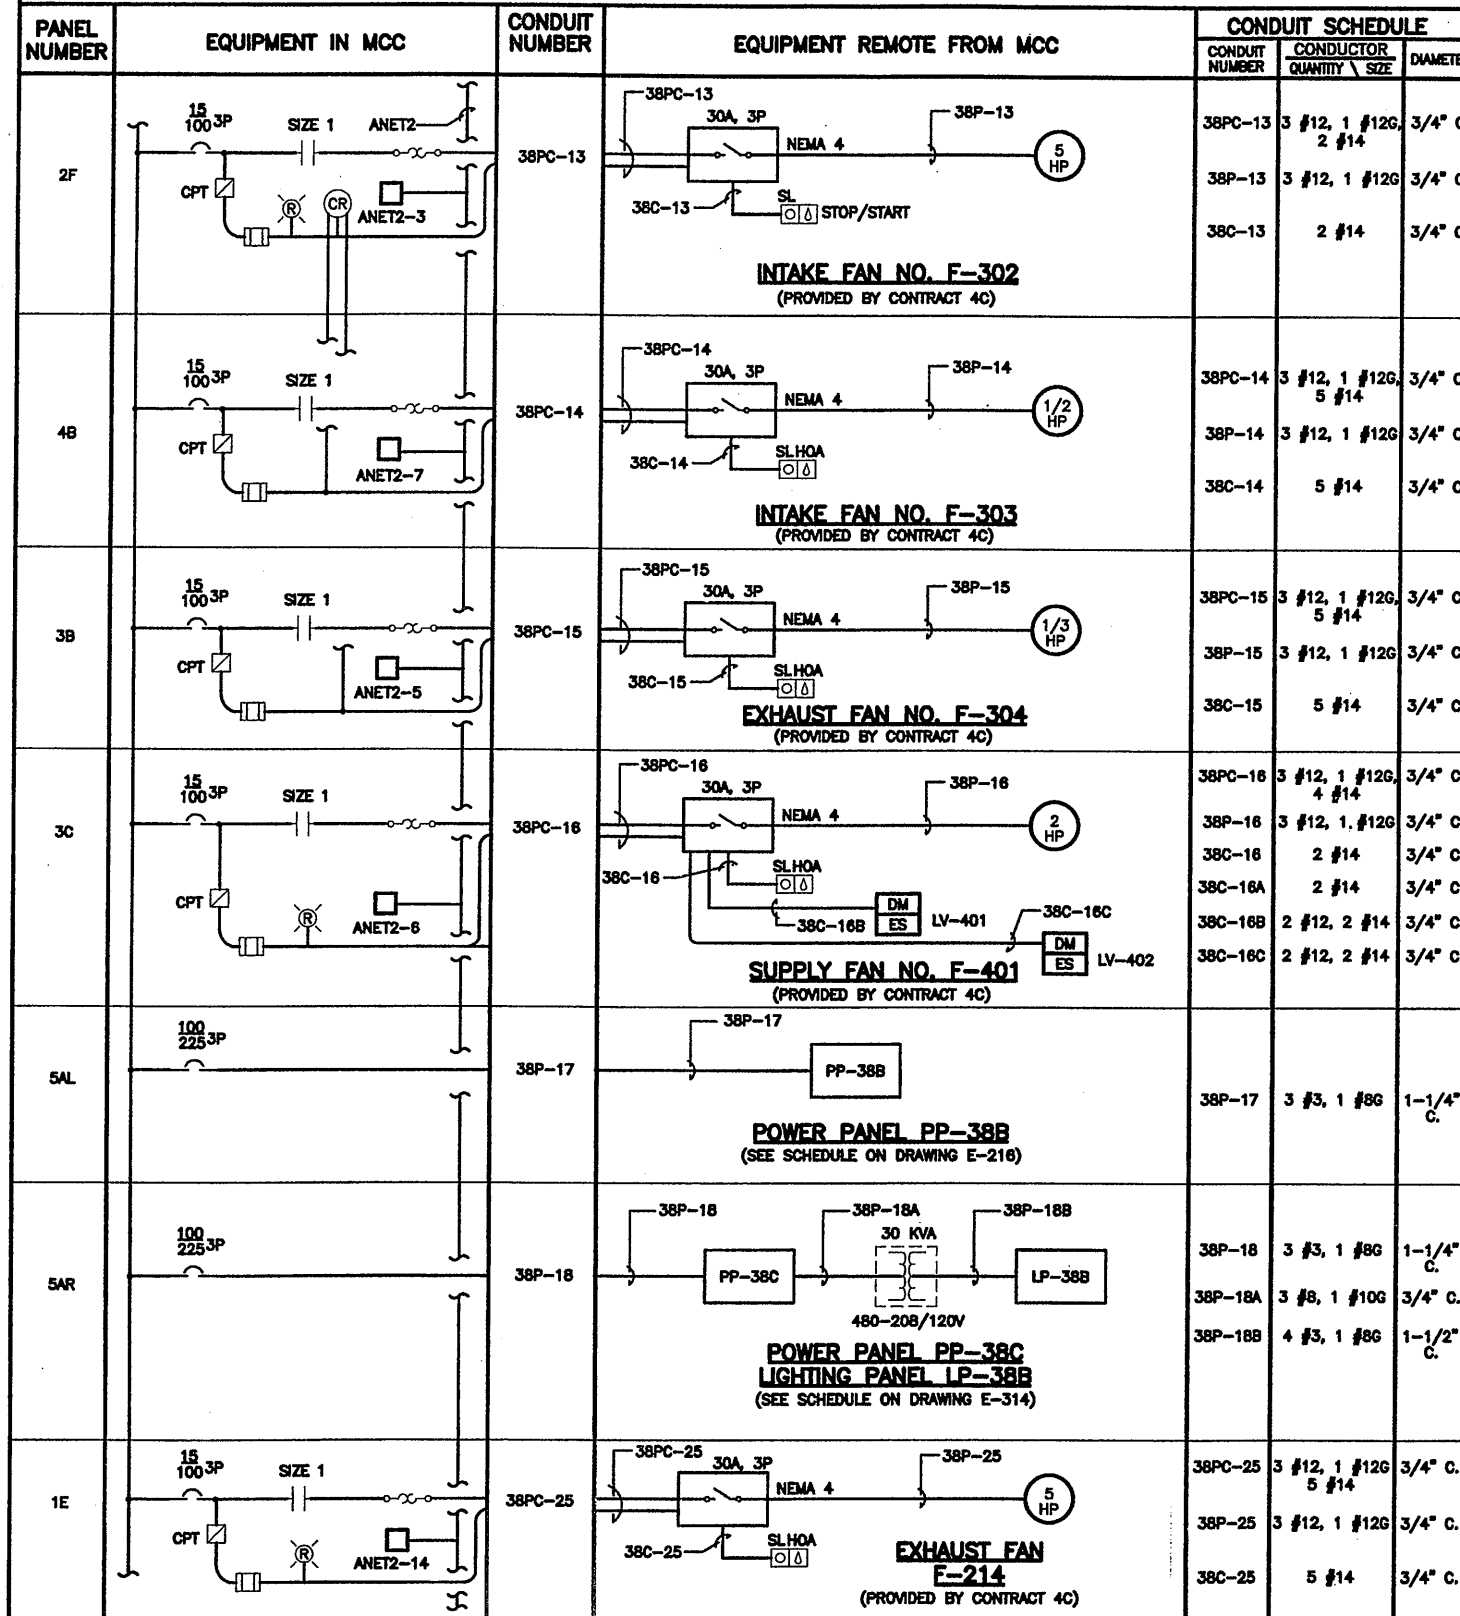 PANEL NUMBER
EQUIPMENT IN MCC
CONDUIT NUMBER
EQUIPMENT REMOTE FROM MCC
CONDUIT SCHEDULE
CONDUIT NUMBER
CONDUCTOR
QUANTITY \ SIZE
DIAMETE
2F
15
100 3P
SIZE 1
ANET2
CPT
R
CR
ANET2-3
38PC-13
38PC-13
30A, 3P
NEMA 4
38P-13
5 HP
38C-13
SL
STOP/START
INTAKE FAN NO. F-302
(PROVIDED BY CONTRACT 4C)
38PC-13 3 #12, 1 #12G, 3/4" C
2 #14
38P-13 3 #12, 1 #12G 3/4" C
38C-13 2 #14 3/4" C
4B
15
100 3P
SIZE 1
CPT
ANET2-7
38PC-14
38PC-14
30A, 3P
NEMA 4
38P-14
1/2 HP
38C-14
SLHOA
INTAKE FAN NO. F-303
(PROVIDED BY CONTRACT 4C)
38PC-14 3 #12, 1 #12G, 3/4" C
5 #14
38P-14 3 #12, 1 #12G 3/4" C
38C-14 5 #14 3/4" C
3B
15
100 3P
SIZE 1
CPT
ANET2-5
38PC-15
38PC-15
30A, 3P
NEMA 4
38P-15
1/3 HP
38C-15
SLHOA
EXHAUST FAN NO. F-304
(PROVIDED BY CONTRACT 4C)
38PC-15 3 #12, 1 #12G, 3/4" C
5 #14
38P-15 3 #12, 1 #12G 3/4" C
38C-15 5 #14 3/4" C
3C
15
100 3P
SIZE 1
CPT
R
ANET2-6
38PC-16
38PC-16
30A, 3P
NEMA 4
38P-16
2 HP
38C-16
SLHOA
38C-16B
DM
ES
LV-401
38C-16C
DM
ES
LV-402
SUPPLY FAN NO. F-401
(PROVIDED BY CONTRACT 4C)
38PC-16 3 #12, 1 #12G, 3/4" C
4 #14
38P-16 3 #12, 1. #12G 3/4" C
38C-16 2 #14 3/4" C
38C-16A 2 #14 3/4" C
38C-16B 2 #12, 2 #14 3/4" C
38C-16C 2 #12, 2 #14 3/4" C
5AL
100
225 3P
38P-17
38P-17
PP-38B
POWER PANEL PP-38B
(SEE SCHEDULE ON DRAWING E-216)
38P-17 3 #3, 1 #8G 1-1/4"
C.
5AR
100
225 3P
38P-18
38P-18
PP-38C
38P-18A
30 KVA
480-208/120V
38P-18B
LP-38B
POWER PANEL PP-38C
LIGHTING PANEL LP-38B
(SEE SCHEDULE ON DRAWING E-314)
38P-18 3 #3, 1 #8G 1-1/4"
C.
38P-18A 3 #8, 1 #10G 3/4" C.
38P-18B 4 #3, 1 #8G 1-1/2"
C.
1E
15
100 3P
SIZE 1
CPT
R
ANET2-14
38PC-25
38PC-25
30A, 3P
NEMA 4
38P-25
5 HP
38C-25
SLHOA
EXHAUST FAN
F-214
(PROVIDED BY CONTRACT 4C)
38PC-25 3 #12, 1 #12G 3/4" C.
5 #14
38P-25 3 #12, 1 #12G 3/4" C.
38C-25 5 #14 3/4" C.